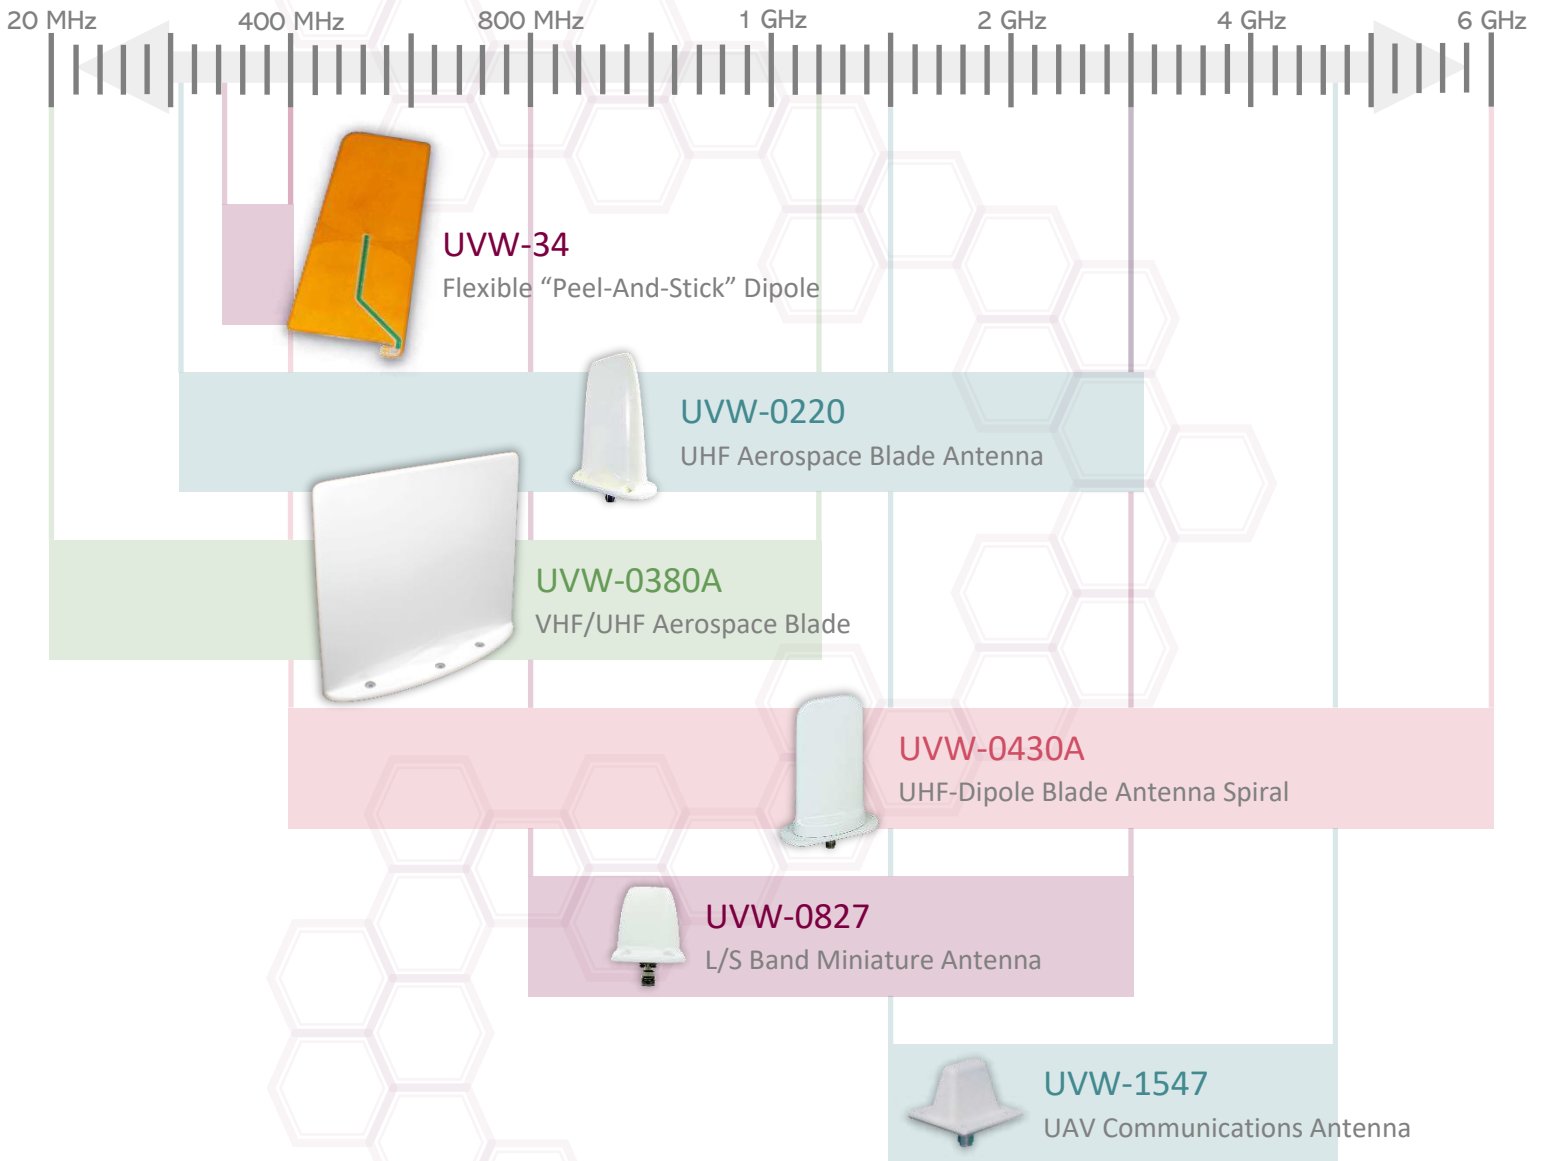 20 MHz 400 MHz 800 MHz 1 GHz 2 GHz 4 GHz 6 GHz
UVW-34
Flexible “Peel-And-Stick” Dipole
UVW-0220
UHF Aerospace Blade Antenna
UVW-0380A
VHF/UHF Aerospace Blade
UVW-0430A
UHF-Dipole Blade Antenna Spiral
UVW-0827
L/S Band Miniature Antenna
UVW-1547
UAV Communications Antenna